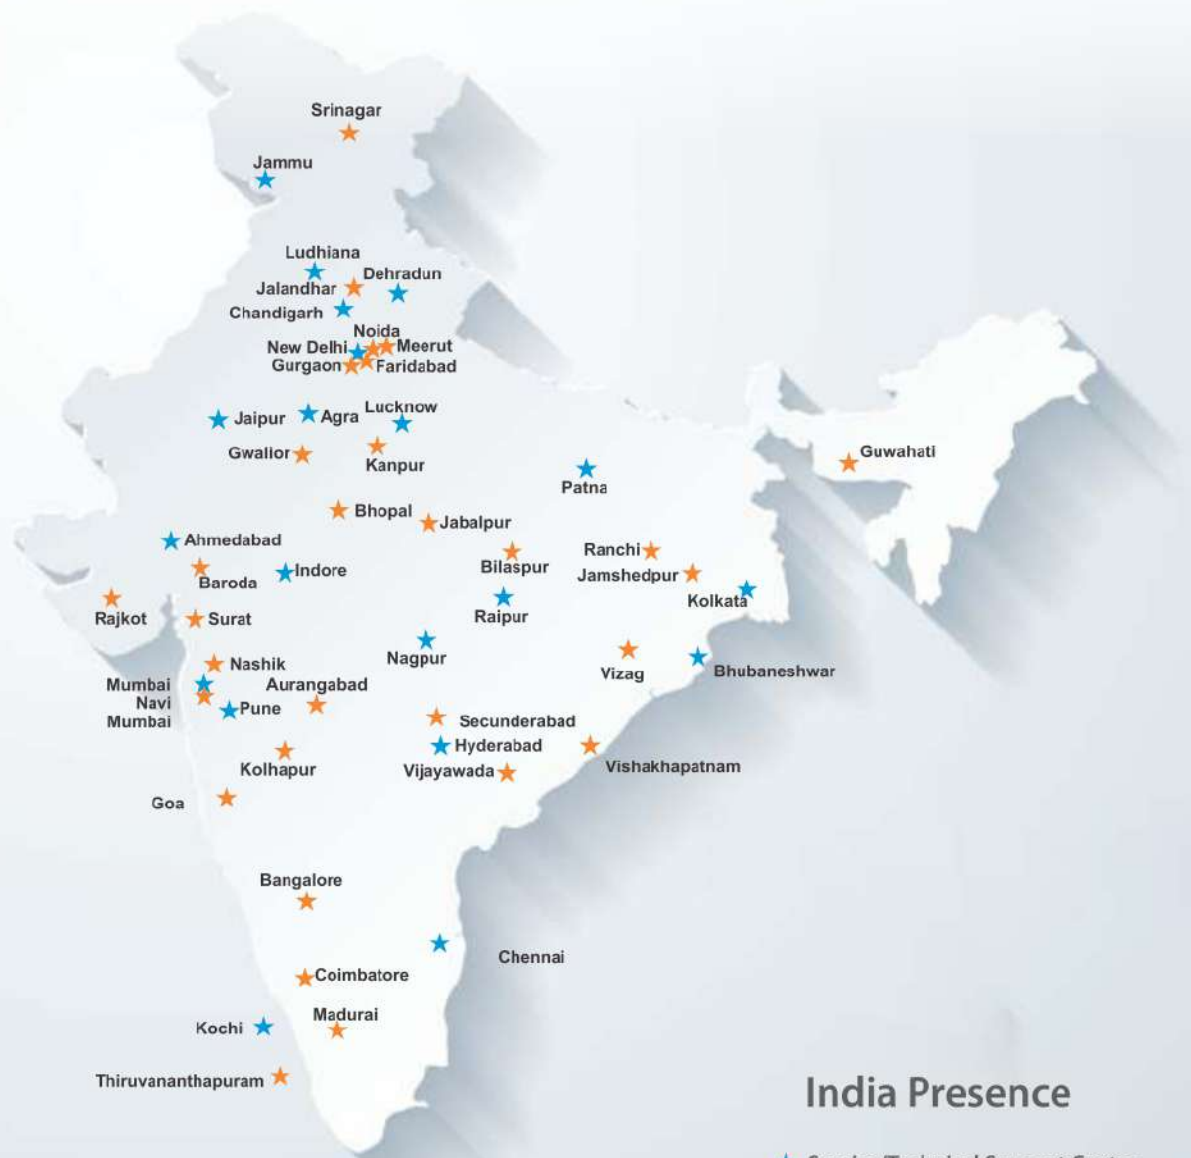 Srinagar
Jammu
Ludhiana
Dehradun
Jalandhar
Chandigarh
Noida
New Delhi
Meerut
Gurgaon
Faridabad
Lucknow
Jaipur
Agra
Gwalior
Kanpur
Guwahati
Patna
Bhopal
Jabalpur
Ahmedabad
Ranchi
Indore
Bilaspur
Baroda
Jamshedpur
Kolkata
Rajkot
Surat
Raipur
Nagpur
Nashik
Vizag
Bhubaneshwar
Mumbai
Aurangabad
Navi
Mumbai
Pune
Secunderabad
Hyderabad
Kolhapur
Vijayawada
Vishakhapatnam
Goa
Bangalore
Chennai
Coimbatore
Madurai
Kochi
Thiruvananthapuram
India Presence